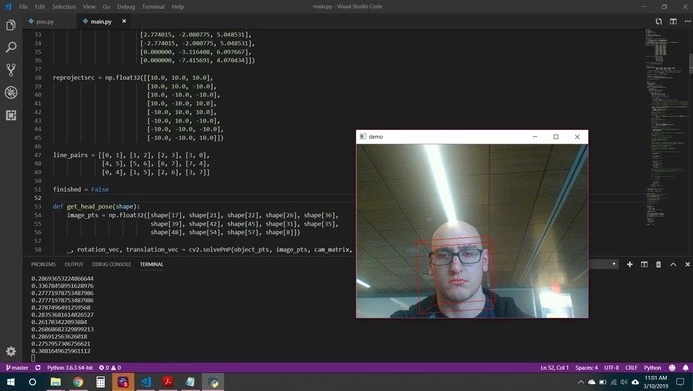 File Edit Selection View Go Debug Terminal Help
main.py - Visual Studio Code
pos.py
main.py
33 [2.774015, -2.080775, 5.048531],
34 [-2.774015, -2.080775, 5.048531],
35 [0.000000, -3.116408, 6.097667],
36 [0.000000, -7.415691, 4.070434]])
37
38 reprojectsrc = np.float32([[10.0, 10.0, 10.0],
39 [10.0, 10.0, -10.0],
40 [10.0, -10.0, -10.0],
41 [10.0, -10.0, 10.0],
42 [-10.0, 10.0, 10.0],
43 [-10.0, 10.0, -10.0],
44 [-10.0, -10.0, -10.0],
45 [-10.0, -10.0, 10.0]])
46
47 line_pairs = [[0, 1], [1, 2], [2, 3], [3, 0],
48 [4, 5], [5, 6], [6, 7], [7, 4],
49 [0, 4], [1, 5], [2, 6], [3, 7]]
50
51 finished = False
52
53 def get_head_pose(shape):
54 image_pts = np.float32([shape[17], shape[21], shape[22], shape[26], shape[36],
55 shape[39], shape[42], shape[45], shape[31], shape[35],
56 shape[48], shape[54], shape[57], shape[8]])
57
58 _, rotation_vec, translation_vec = cv2.solvePnP(object_pts, image_pts, cam_matrix,
demo
PROBLEMS OUTPUT DEBUG CONSOLE TERMINAL
0.28693653224866644
0.33678458951628976
0.27771978753487986
0.27771978753487986
0.2787496491259568
0.28353681614026527
0.261703422093884
0.26868682329899213
0.286912563626018
0.2757957306756621
0.3081649625961112
master
Python 3.6.3 64-bit
0 0
Ln 52, Col 1 Spaces: 4 UTF-8 CRLF Python
11:01 AM
3/10/2019